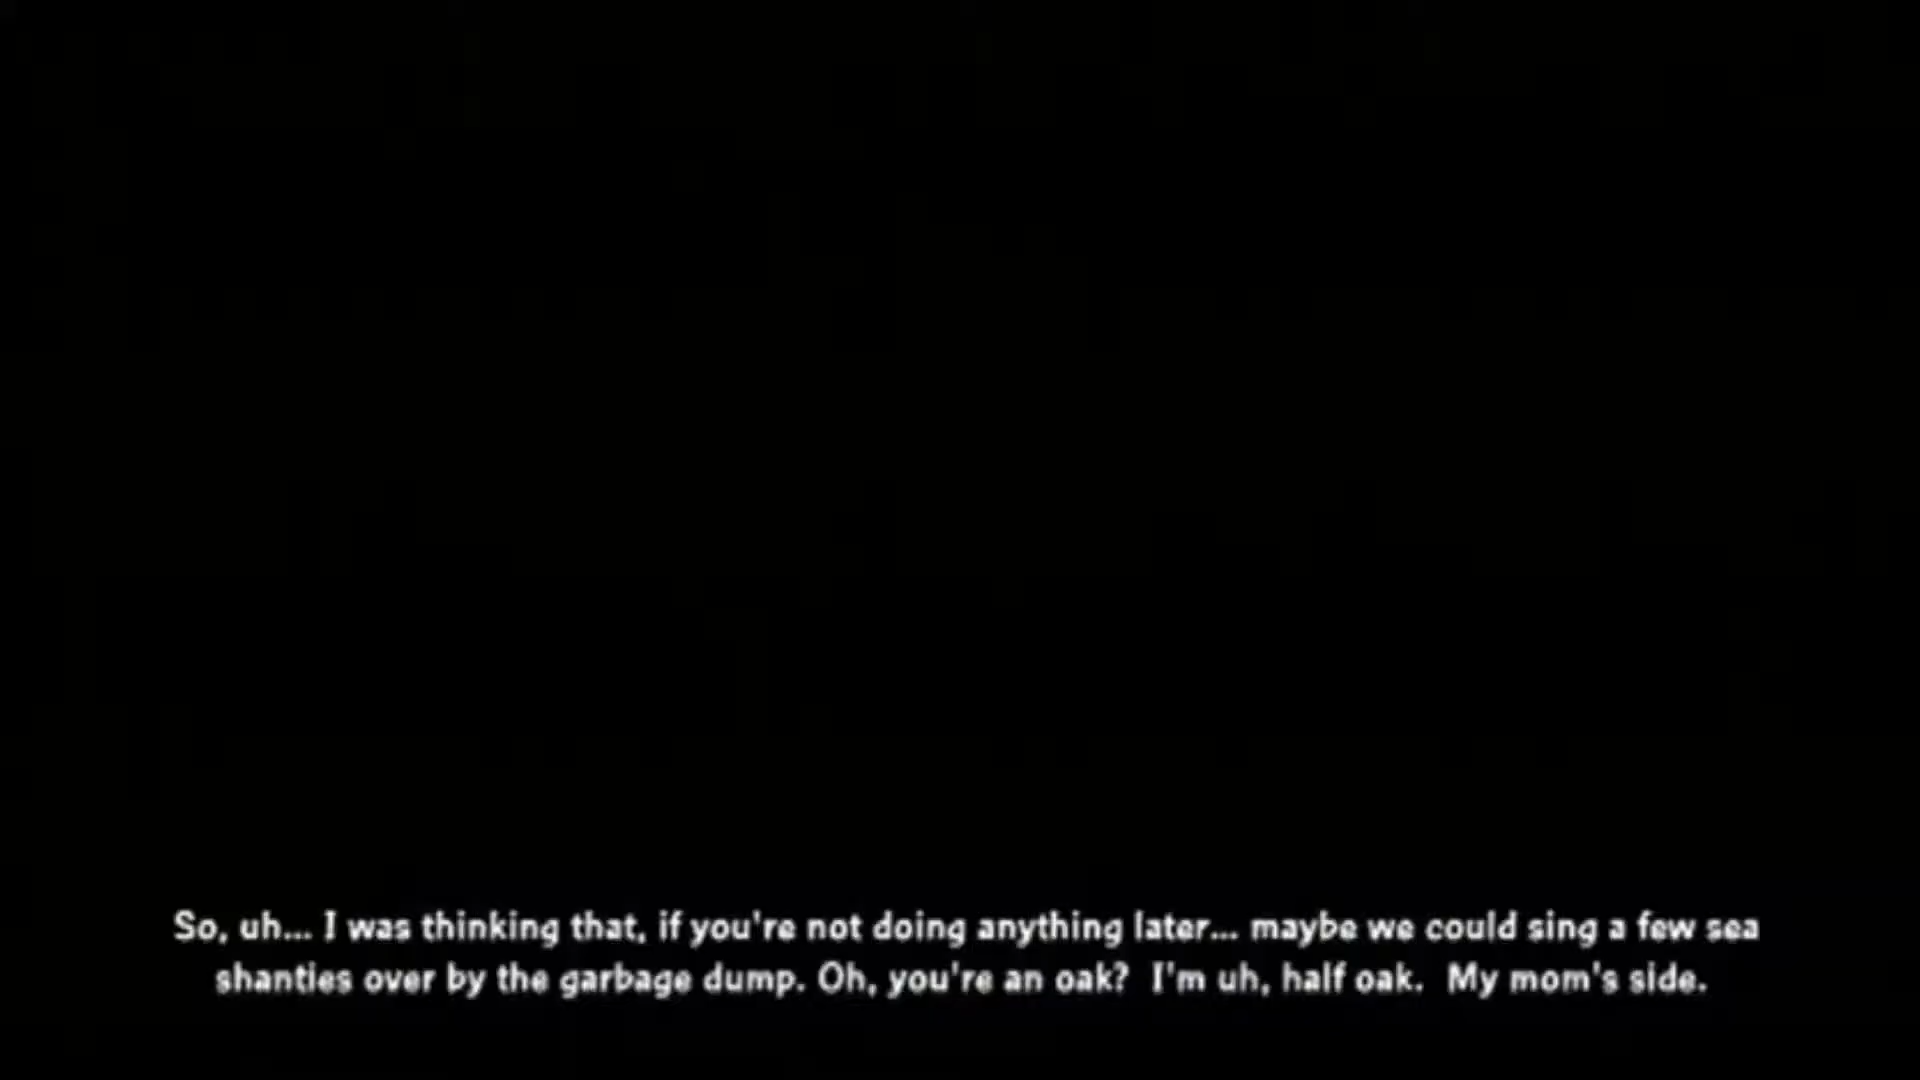 So, uh... I was thinking that, if you're not doing anything later... maybe we could sing a few sea
shanties over by the garbage dump. Oh, you're an oak?  I'm uh, half oak.  My mom's side.